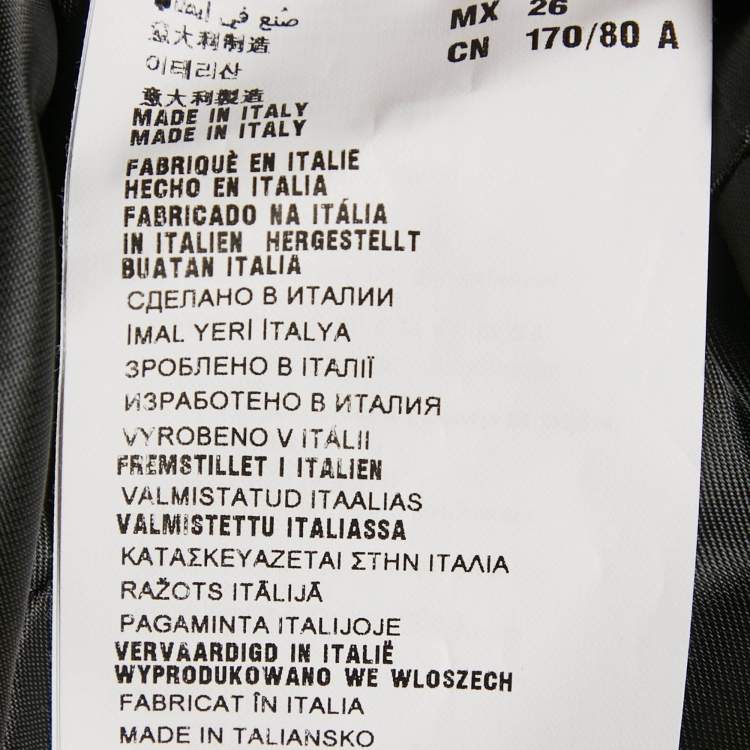 صنع في
MX 26
CN 170/80 A
意大利制造
이태리산
意大利製造
MADE IN ITALY
MADE IN ITALY
FABRIQUÈ EN ITALIE
HECHO EN ITALIA
FABRICADO NA ITÁLIA
IN ITALIEN HERGESTELLT
BUATAN ITALIA
СДЕЛАНО В ИТАЛИИ
İMAL YERİ İTALYA
ЗРОБЛЕНО В ІТАЛІЇ
ИЗРАБОТЕНО В ИТАЛИЯ
VYROBENO V ITÁLII
FREMSTILLET I ITALIEN
VALMISTATUD ITAALIAS
VALMISTETTU ITALIASSA
ΚΑΤΑΣΚΕΥΑΖΕΤΑΙ ΣΤΗΝ ΙΤΑΛΙΑ
RAŽOTS ITĀLIJĀ
PAGAMINTA ITALIJOJE
VERVAARDIGD IN ITALIË
WYPRODUKOWANO WE WLOSZECH
FABRICAT ÎN ITALIA
MADE IN TALIANSKO